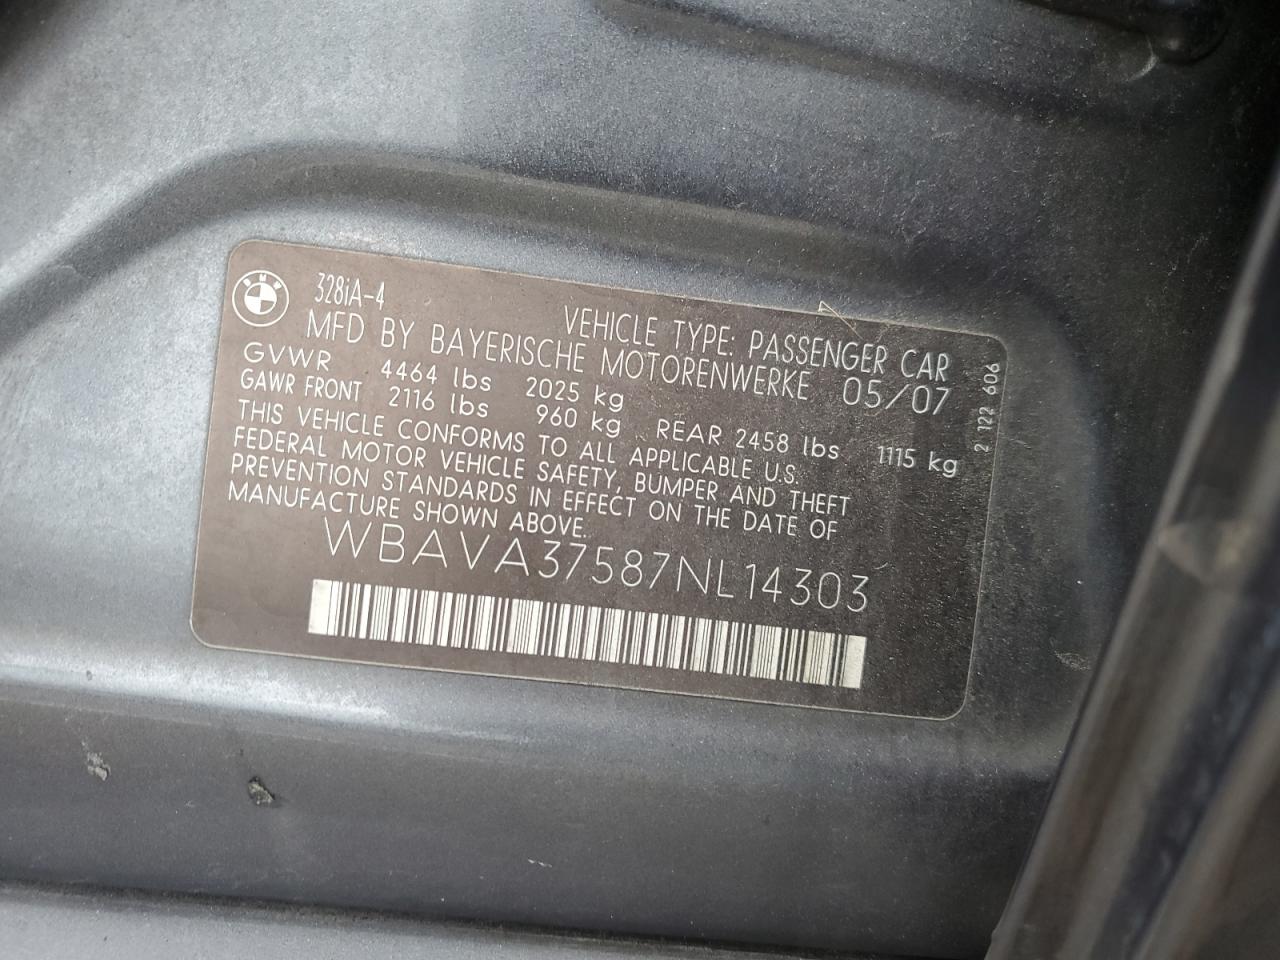 BMW
328iA-4
VEHICLE TYPE: PASSENGER CAR
MFD BY BAYERISCHE MOTORENWERKE 05/07
GVWR 4464 lbs 2025 kg
GAWR FRONT 2116 lbs 960 kg REAR 2458 lbs 1115 kg
THIS VEHICLE CONFORMS TO ALL APPLICABLE U.S.
FEDERAL MOTOR VEHICLE SAFETY, BUMPER AND THEFT
PREVENTION STANDARDS IN EFFECT ON THE DATE OF
MANUFACTURE SHOWN ABOVE.
WBAVA37587NL14303
2 122 606